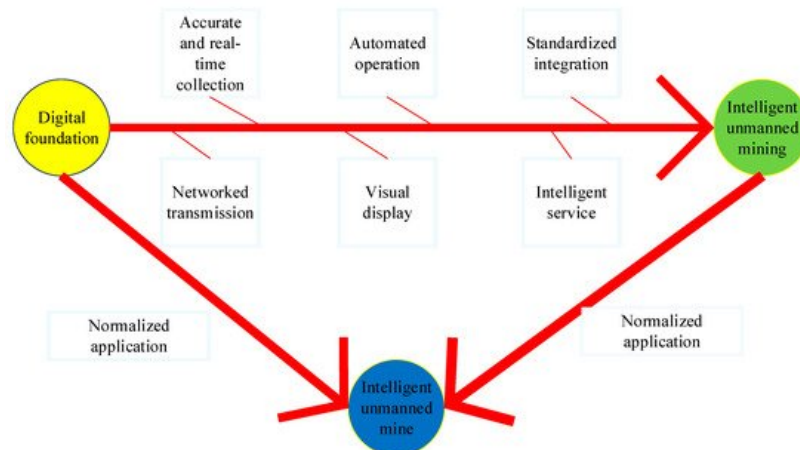 Accurate
and real-
time
collection
Automated
operation
Standardized
integration
Digital
foundation
Intelligent
unmanned
mining
Networked
transmission
Visual
display
Intelligent
service
Normalized
application
Normalized
application
Intelligent
unmanned
mine